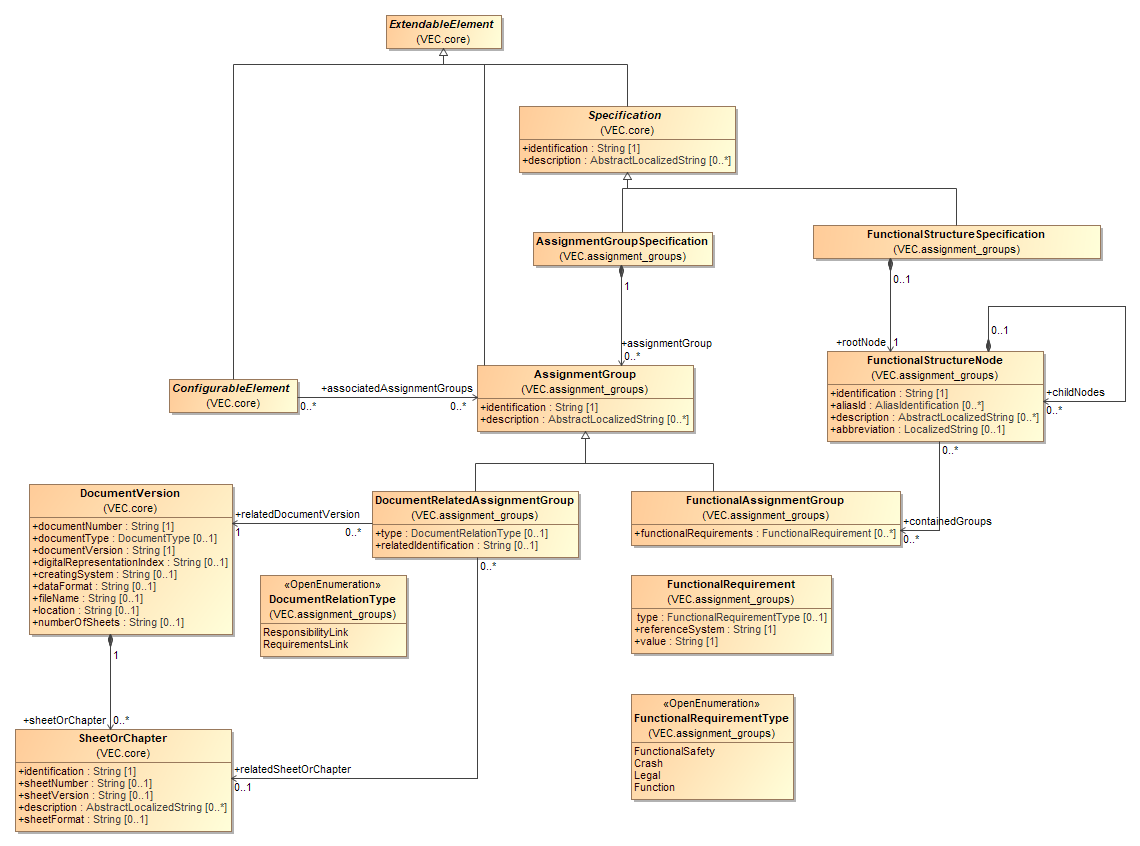 ExtendableElement
(VEC.core)
Specification
(VEC.core)
+identification : String [1]
+description : AbstractLocalizedString [0..*]
AssignmentGroupSpecification
(VEC.assignment_groups)
1
+assignmentGroup
0..*
FunctionalStructureSpecification
(VEC.assignment_groups)
0..1
+rootNode
1
0..1
FunctionalStructureNode
(VEC.assignment_groups)
+identification : String [1]
+aliasId : AliasIdentification [0..*]
+description : AbstractLocalizedString [0..*]
+abbreviation : LocalizedString [0..1]
+childNodes
0..*
0..*
+containedGroups
0..*
ConfigurableElement
(VEC.core)
+associatedAssignmentGroups
0..*
0..*
AssignmentGroup
(VEC.assignment_groups)
+identification : String [1]
+description : AbstractLocalizedString [0..*]
DocumentVersion
(VEC.core)
+documentNumber : String [1]
+documentType : DocumentType [0..1]
+documentVersion : String [1]
+digitalRepresentationIndex : String [0..1]
+creatingSystem : String [0..1]
+dataFormat : String [0..1]
+fileName : String [0..1]
+location : String [0..1]
+numberOfSheets : String [0..1]
+relatedDocumentVersion
1
0..*
DocumentRelatedAssignmentGroup
(VEC.assignment_groups)
+type : DocumentRelationType [0..1]
+relatedIdentification : String [0..1]
0..*
FunctionalAssignmentGroup
(VEC.assignment_groups)
+functionalRequirements : FunctionalRequirement [0..*]
«OpenEnumeration»
DocumentRelationType
(VEC.assignment_groups)
ResponsibilityLink
RequirementsLink
FunctionalRequirement
(VEC.assignment_groups)
type : FunctionalRequirementType [0..1]
+referenceSystem : String [1]
+value : String [1]
1
+sheetOrChapter
0..*
SheetOrChapter
(VEC.core)
+identification : String [1]
+sheetNumber : String [0..1]
+sheetVersion : String [0..1]
+description : AbstractLocalizedString [0..*]
+sheetFormat : String [0..1]
+relatedSheetOrChapter
0..1
«OpenEnumeration»
FunctionalRequirementType
(VEC.assignment_groups)
FunctionalSafety
Crash
Legal
Function